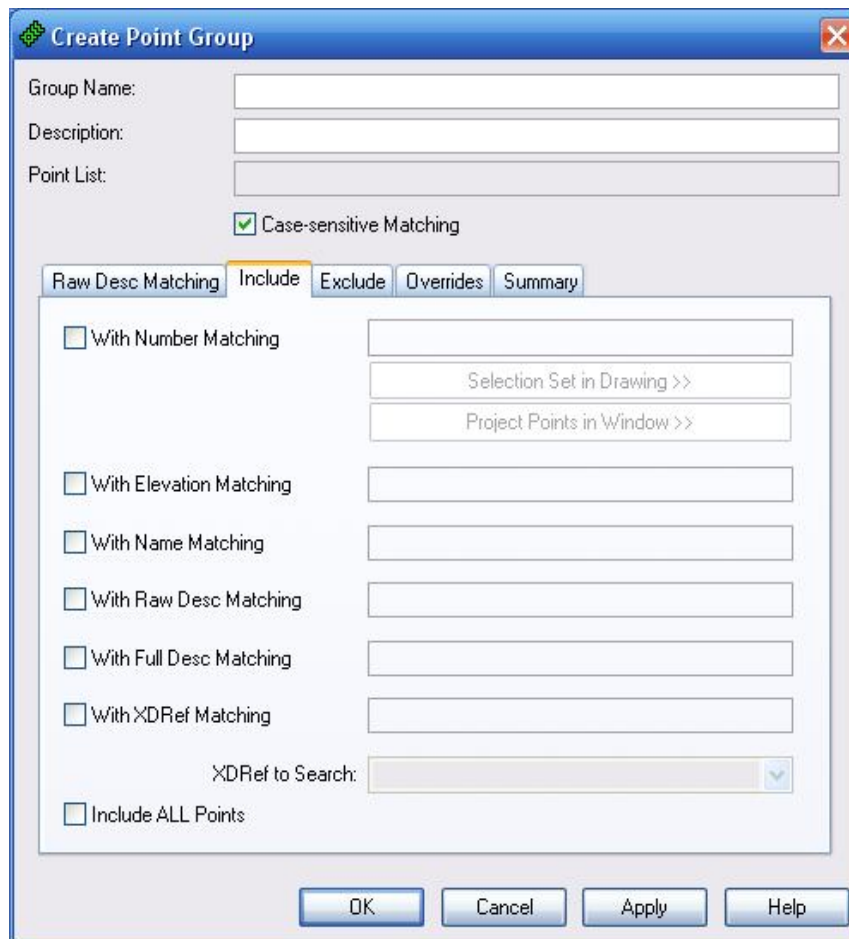 Create Point Group
Group Name:
Description:
Point List:
Case-sensitive Matching
Raw Desc Matching Include Exclude Overrides Summary
With Number Matching
Selection Set in Drawing >>
Project Points in Window >>
With Elevation Matching
With Name Matching
With Raw Desc Matching
With Full Desc Matching
With XDRef Matching
XDRef to Search:
Include ALL Points
OK Cancel Apply Help